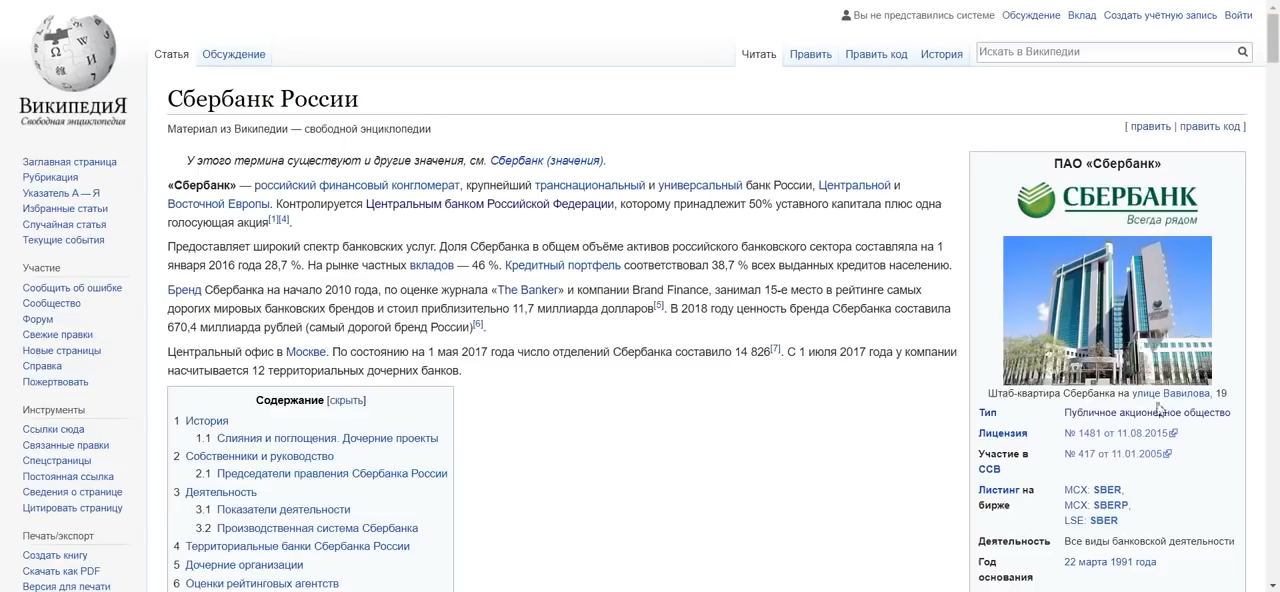 Вы не представились системе Обсуждение Вклад Создать учётную запись Войти
Статья Обсуждение Читать Править Править код История Искать в Википедии
ВикипедиЯ
Свободная энциклопедия
Заглавная страница
Рубрикация
Указатель А — Я
Избранные статьи
Случайная статья
Текущие события
Участие
Сообщить об ошибке
Сообщество
Форум
Свежие правки
Новые страницы
Справка
Пожертвовать
Инструменты
Ссылки сюда
Связанные правки
Спецстраницы
Постоянная ссылка
Сведения о странице
Цитировать страницу
Печать/экспорт
Создать книгу
Скачать как PDF
Версия для печати
Сбербанк России
Материал из Википедии — свободной энциклопедии
[ править | править код ]
У этого термина существуют и другие значения, см. Сбербанк (значения).
«Сбербанк» — российский финансовый конгломерат, крупнейший транснациональный и универсальный банк России, Центральной и
Восточной Европы. Контролируется Центральным банком Российской Федерации, которому принадлежит 50% уставного капитала плюс одна
голосующая акция[1][4].
Предоставляет широкий спектр банковских услуг. Доля Сбербанка в общем объёме активов российского банковского сектора составляла на 1
января 2016 года 28,7 %. На рынке частных вкладов — 46 %. Кредитный портфель соответствовал 38,7 % всех выданных кредитов населению.
Бренд Сбербанка на начало 2010 года, по оценке журнала «The Banker» и компании Brand Finance, занимал 15-е место в рейтинге самых
дорогих мировых банковских брендов и стоил приблизительно 11,7 миллиарда долларов[5]. В 2018 году ценность бренда Сбербанка составила
670,4 миллиарда рублей (самый дорогой бренд России)[6].
Центральный офис в Москве. По состоянию на 1 мар 2017 года число отделений Сбербанка составило 14 826[7]. С 1 июля 2017 года у компании
насчитывается 12 территориальных дочерних банков.
Содержание [скрыть]
1 История
1.1 Слияния и поглощения. Дочерние проекты
2 Собственники и руководство
2.1 Председатели правления Сбербанка России
3 Деятельность
3.1 Показатели деятельности
3.2 Производственная система Сбербанка
4 Территориальные банки Сбербанка России
5 Дочерние организации
6 Оценки рейтинговых агентств
ПАО «Сбербанк»
СБЕРБАНК
Всегда рядом
Штаб-квартира Сбербанка на улице Вавилова, 19
Тип Публичное акционерное общество
Лицензия № 1481 от 11.08.2015
Участие в ССВ № 417 от 11.01.2005
Листинг на бирже MCX: SBER,
MCX: SBERP,
LSE: SBER
Деятельность Все виды банковской деятельности
Год основания 22 марта 1991 года